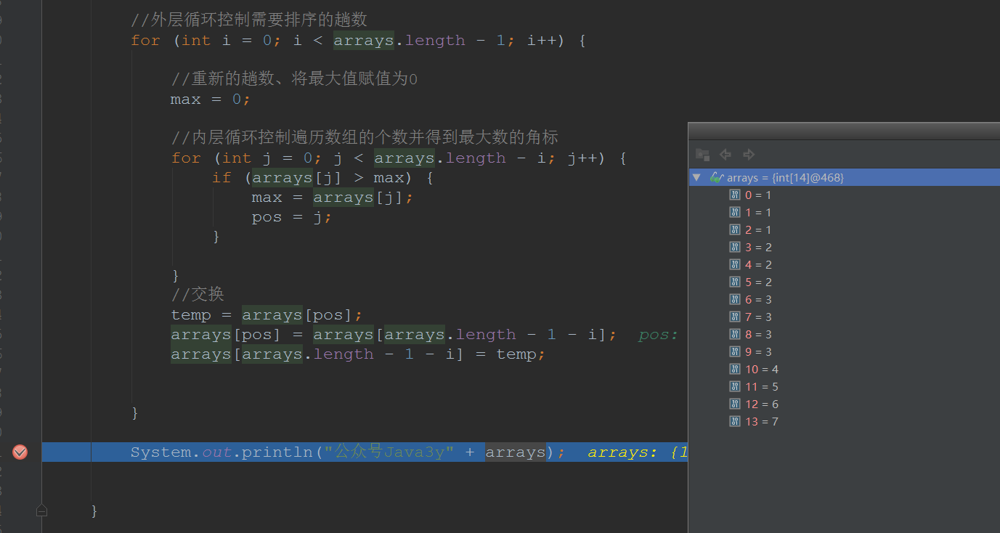 //外层循环控制需要排序的趟数
for (int i = 0; i < arrays.length - 1; i++) {
//重新的趟数、将最大值赋值为0
max = 0;
//内层循环控制遍历数组的个数并得到最大数的角标
for (int j = 0; j < arrays.length - i; j++) {
if (arrays[j] > max) {
max = arrays[j];
pos = j;
}
}
//交换
temp = arrays[pos];
arrays[pos] = arrays[arrays.length - 1 - i]; pos:
arrays[arrays.length - 1 - i] = temp;
}
System.out.println("公众号Java3y" + arrays); arrays: {1
}
arrays = {int[14]@468}
0 = 1
1 = 1
2 = 1
3 = 2
4 = 2
5 = 2
6 = 3
7 = 3
8 = 3
9 = 3
10 = 4
11 = 5
12 = 6
13 = 7